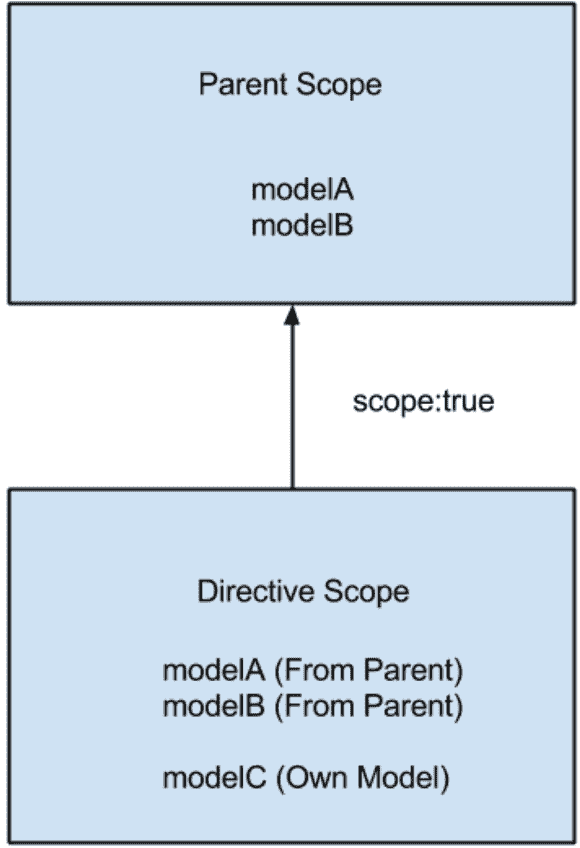 Parent Scope
modelA
modelB
scope:true
Directive Scope
modelA (From Parent)
modelB (From Parent)
modelC (Own Model)